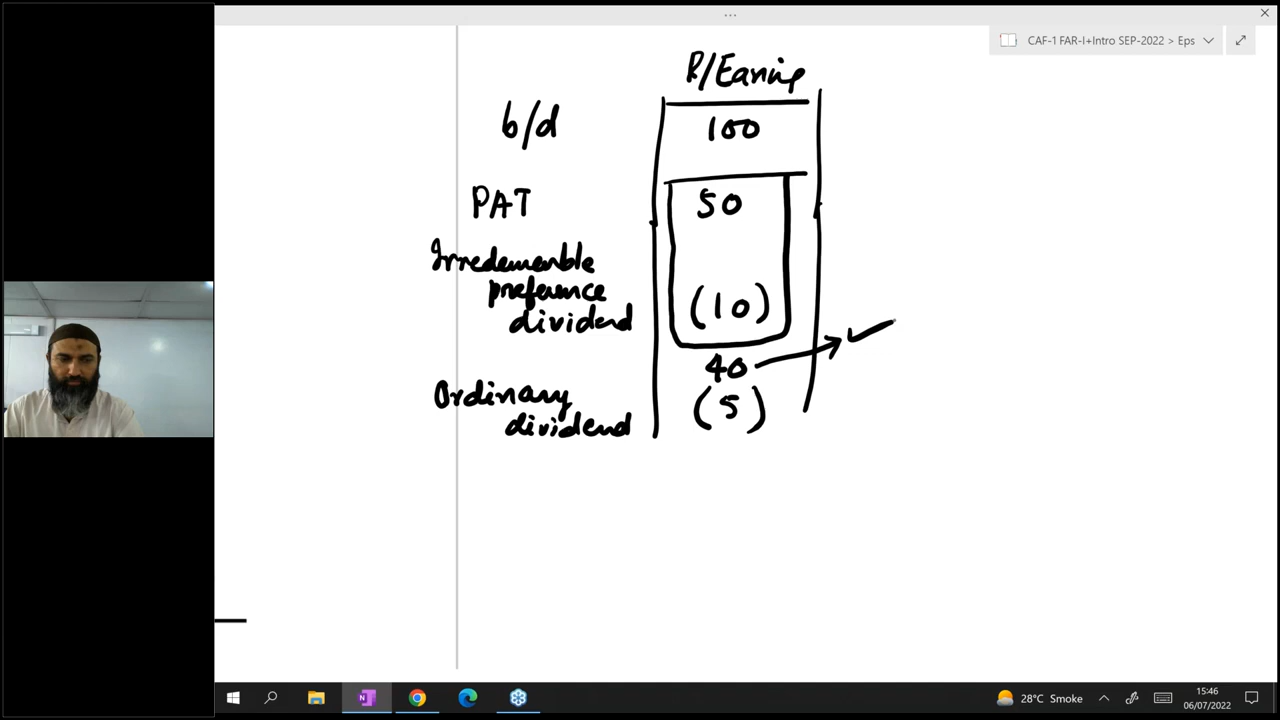 CAF-1 FAR-I+Intro SEP-2022 > Eps
R/Earning
b/d 100
PAT 50
Irredeemable
preference
dividend (10)
40
Ordinary
dividend (5)
28°C Smoke
15:46
06/07/2022